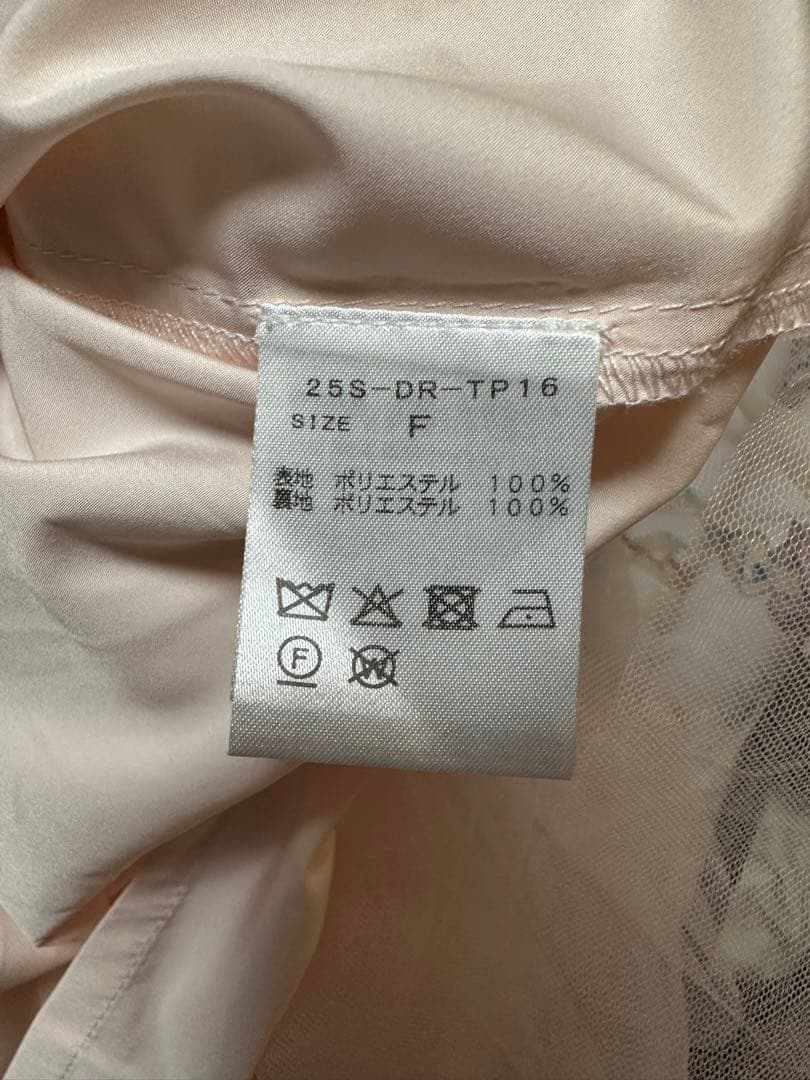 25S-DR-TP16
SIZE F
表地 ポリエステル 100%
裏地 ポリエステル 100%
F W